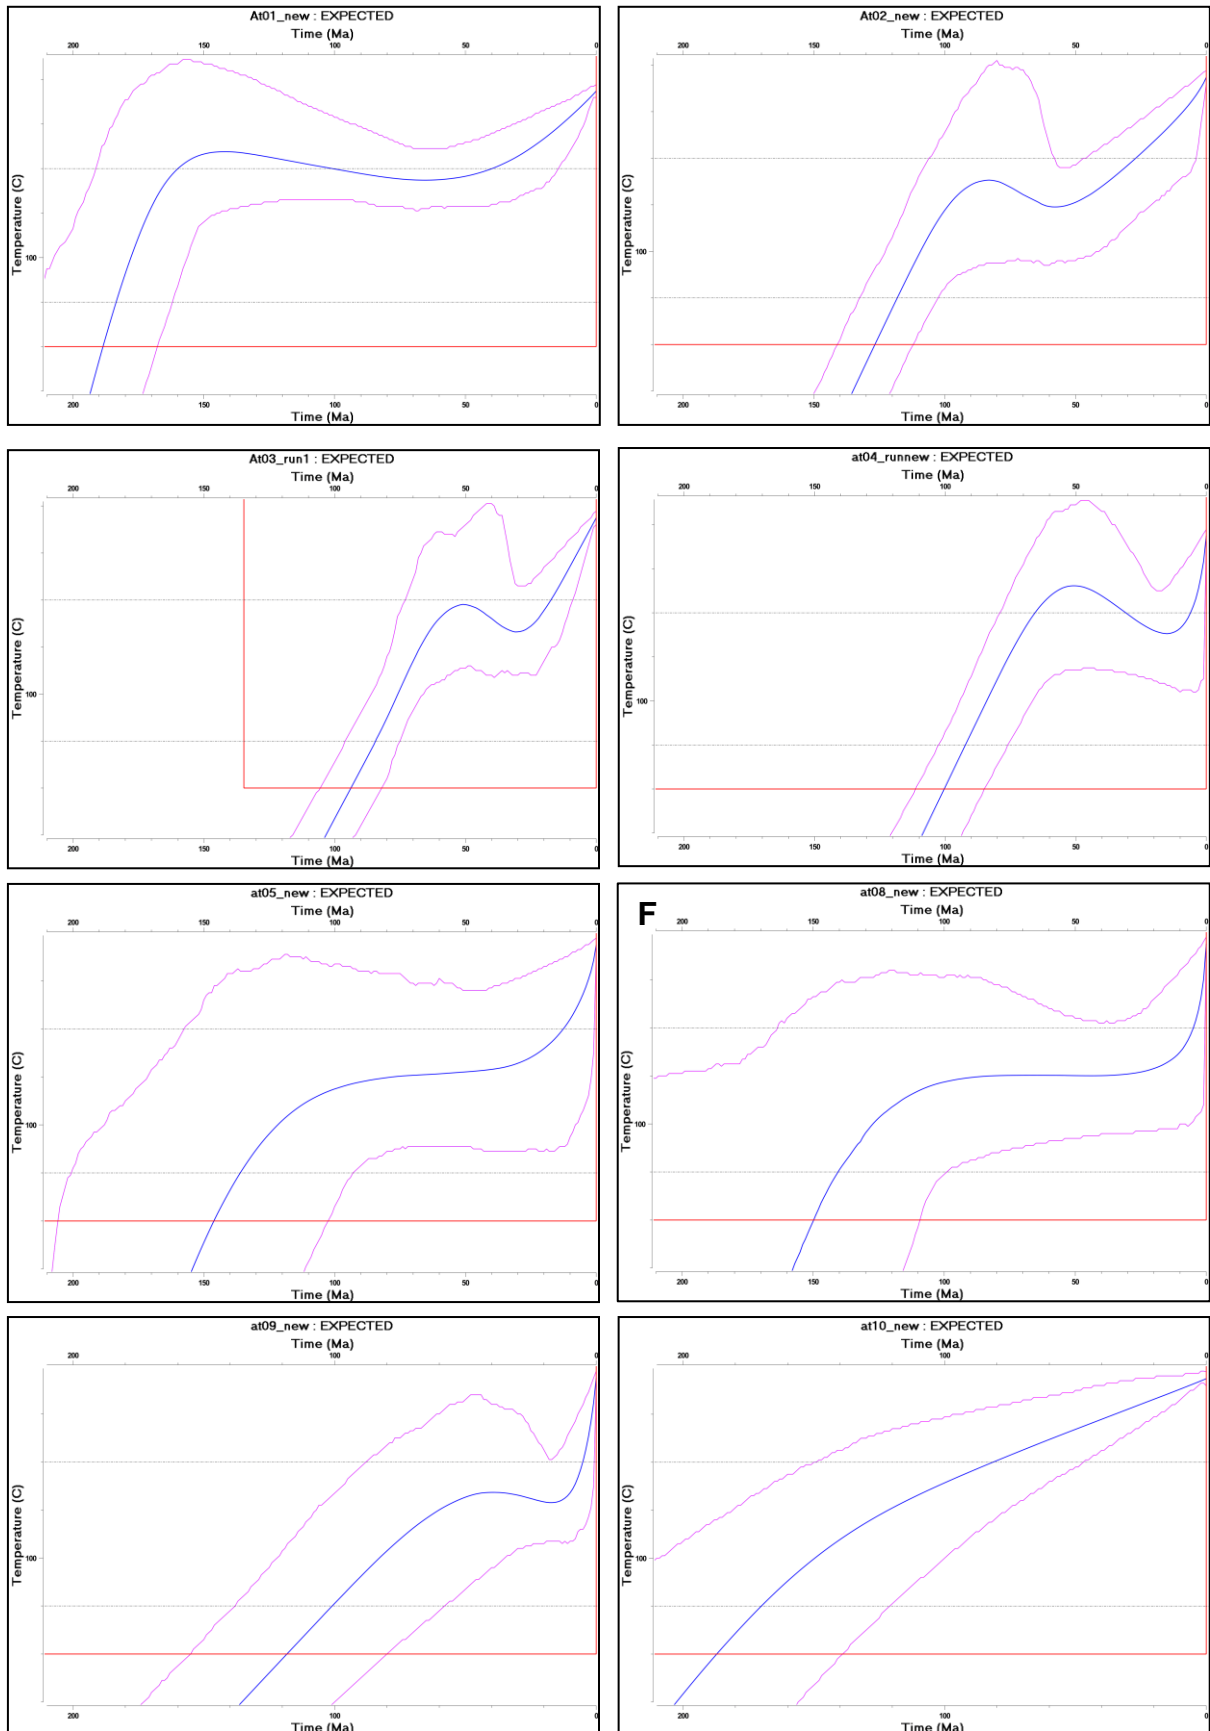 At01_new : EXPECTED
Time (Ma)
200 150 100 50 0
Temperature (C)
100
200 150 100 50 0
Time (Ma)
At02_new : EXPECTED
Time (Ma)
200 150 100 50 0
Temperature (C)
100
200 150 100 50 0
Time (Ma)
At03_run1 : EXPECTED
Time (Ma)
200 150 100 50 0
Temperature (C)
100
200 150 100 50 0
Time (Ma)
at04_runnew : EXPECTED
Time (Ma)
200 100 50 0
Temperature (C)
100
200 150 100 50 0
Time (Ma)
at05_new : EXPECTED
Time (Ma)
200 150 100 50 0
Temperature (C)
100
200 150 100 50 0
Time (Ma)
F
at08_new : EXPECTED
Time (Ma)
200 150 100 50 0
Temperature (C)
100
200 150 100 50 0
Time (Ma)
at09_new : EXPECTED
Time (Ma)
200 100 0
Temperature (C)
100
200 100 0
Time (Ma)
at10_new : EXPECTED
Time (Ma)
200 100 0
Temperature (C)
100
200 100 0
Time (Ma)